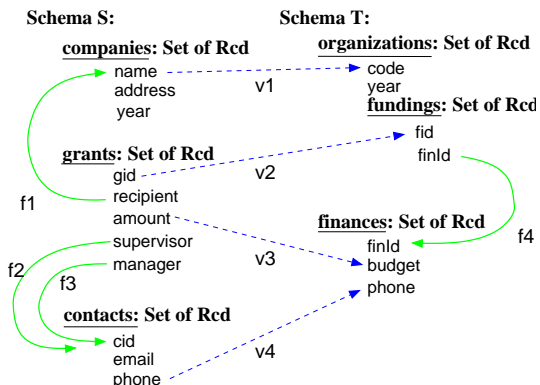 Schema S:
Schema T:
companies: Set of Rcd
name
address
year
v1
organizations: Set of Rcd
code
year
fundings: Set of Rcd
fid
finId
grants: Set of Rcd
gid
recipient
amount
supervisor
manager
v2
f1
f2
f3
v3
finances: Set of Rcd
finId
budget
phone
f4
contacts: Set of Rcd
cid
email
phone
v4